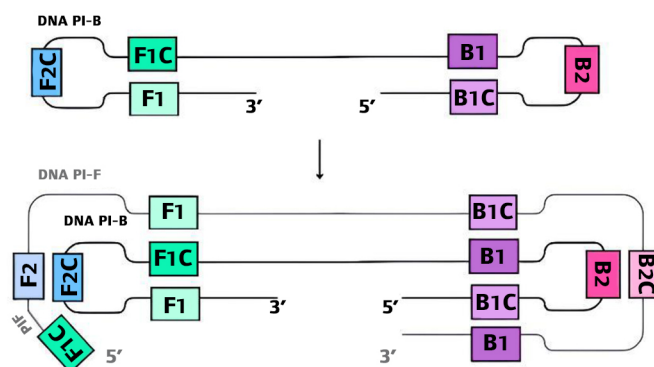 DNA PI-B
F2C
F1C
B1
B2
F1
3'
5'
B1C
DNA PI-F
F1
B1C
DNA PI-B
F2
F2C
F1C
B1
B2
B2C
F1
3'
5'
B1C
PIF
F1C
5'
3'
B1